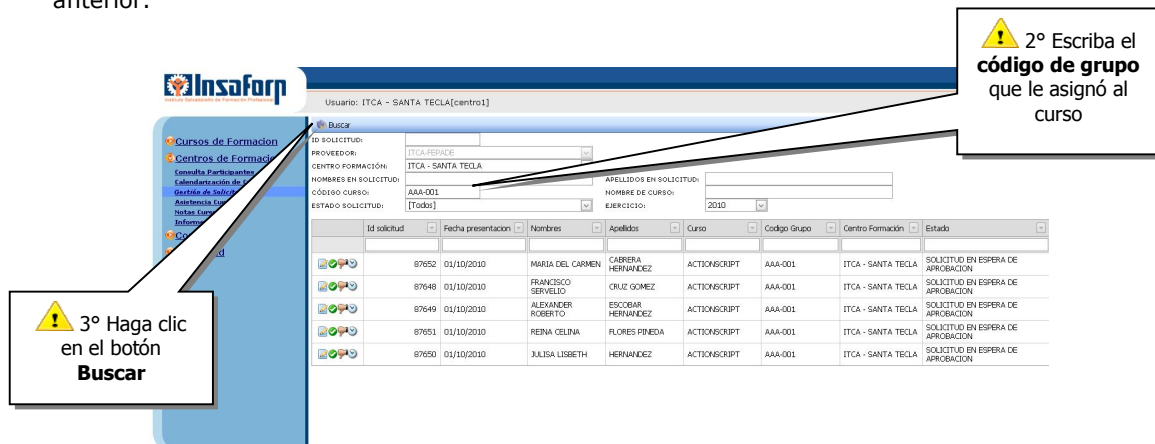 anterior.
2° Escriba el
código de grupo
que le asignó al
curso
Insaforp
Instituto Salvadoreño de Formación Profesional
Usuario: ITCA - SANTA TECLA[centro1]
Buscar
Cursos de Formacion
Centros de Formacio
Consulta Participantes
Calendarización de C
Gestión de Solicit
Asistencia Cur
Notas Curs
Informe
Co
d
ID SOLICITUD:
PROVEEDOR: ITCA-FEPADE
CENTRO FORMACIÓN: ITCA - SANTA TECLA
NOMBRES EN SOLICITUD: APELLIDOS EN SOLICITUD:
CÓDIGO CURSO: AAA-001 NOMBRE DE CURSO:
ESTADO SOLICITUD: [Todos] EJERCICIO: 2010
Id solicitud Fecha presentacion Nombres Apellidos Curso Codigo Grupo Centro Formación Estado
87652 01/10/2010 MARIA DEL CARMEN CABRERA HERNANDEZ ACTIONSCRIPT AAA-001 ITCA - SANTA TECLA SOLICITUD EN ESPERA DE APROBACION
87648 01/10/2010 FRANCISCO SERVELIO CRUZ GOMEZ ACTIONSCRIPT AAA-001 ITCA - SANTA TECLA SOLICITUD EN ESPERA DE APROBACION
87649 01/10/2010 ALEXANDER ROBERTO ESCOBAR HERNANDEZ ACTIONSCRIPT AAA-001 ITCA - SANTA TECLA SOLICITUD EN ESPERA DE APROBACION
87651 01/10/2010 REINA CELINA FLORES PINEDA ACTIONSCRIPT AAA-001 ITCA - SANTA TECLA SOLICITUD EN ESPERA DE APROBACION
87650 01/10/2010 JULISA LISBETH HERNANDEZ ACTIONSCRIPT AAA-001 ITCA - SANTA TECLA SOLICITUD EN ESPERA DE APROBACION
3° Haga clic
en el botón
Buscar